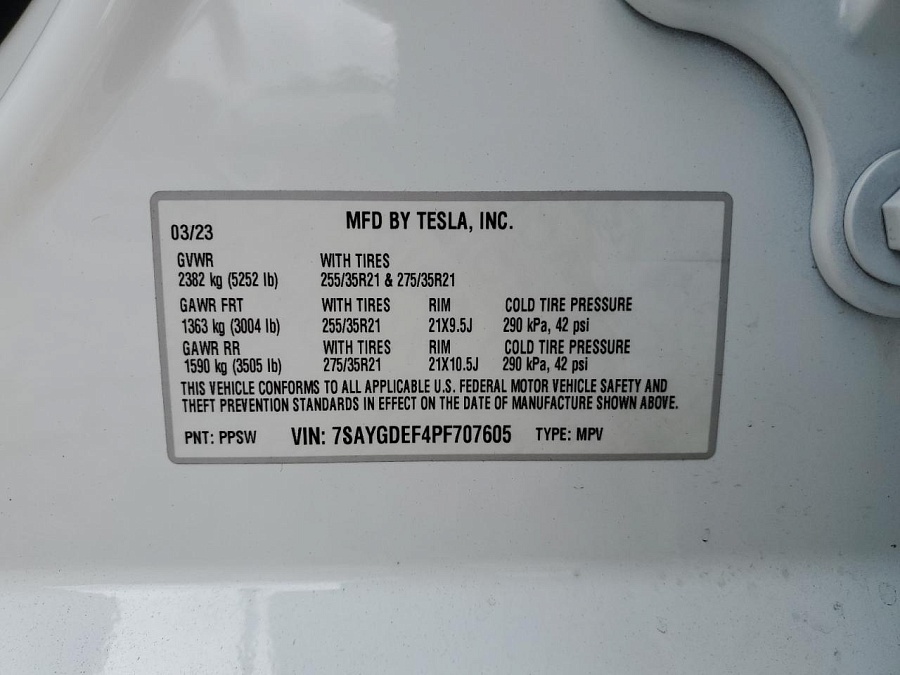 MFD BY TESLA, INC.
03/23
GVWR WITH TIRES
2382 kg (5252 lb) 255/35R21 & 275/35R21
GAWR FRT WITH TIRES RIM COLD TIRE PRESSURE
1363 kg (3004 lb) 255/35R21 21X9.5J 290 kPa, 42 psi
GAWR RR WITH TIRES RIM COLD TIRE PRESSURE
1590 kg (3505 lb) 275/35R21 21X10.5J 290 kPa, 42 psi
THIS VEHICLE CONFORMS TO ALL APPLICABLE U.S. FEDERAL MOTOR VEHICLE SAFETY AND
THEFT PREVENTION STANDARDS IN EFFECT ON THE DATE OF MANUFACTURE SHOWN ABOVE.
PNT: PPSW VIN: 7SAYGDEF4PF707605 TYPE: MPV